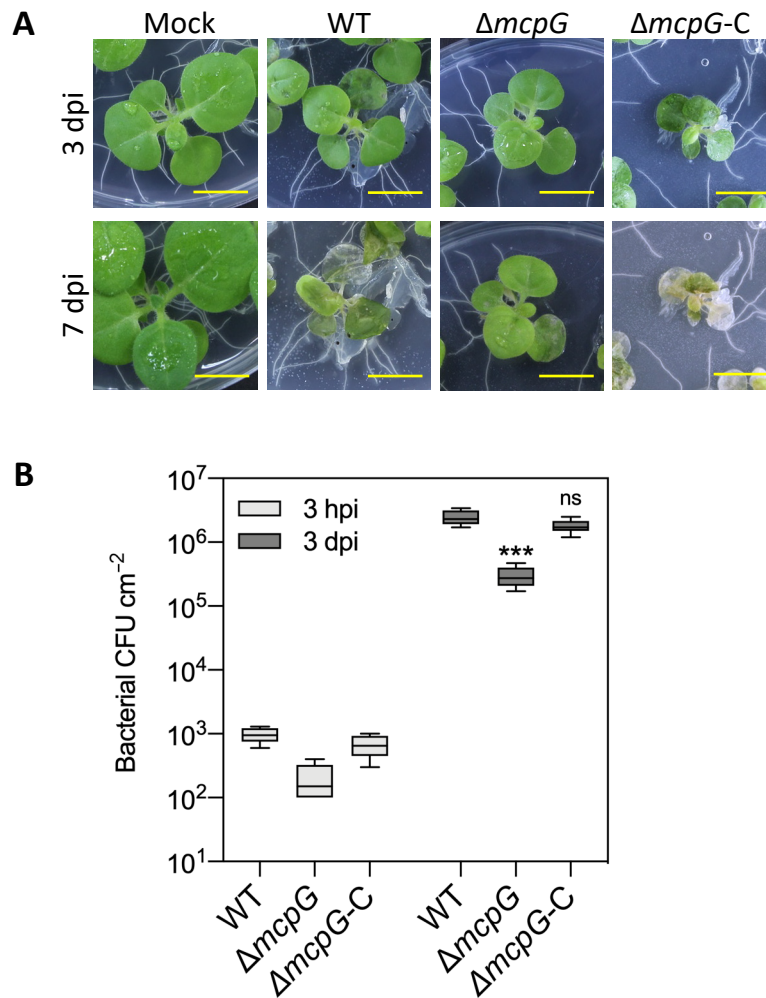 A
Mock WT ΔmcpG ΔmcpG-C
3 dpi
7 dpi
B
Bacterial CFU cm⁻²
10⁷
10⁶
10⁵
10⁴
10³
10²
10¹
3 hpi
3 dpi
ns
***
WT ΔmcpG ΔmcpG-C WT ΔmcpG ΔmcpG-C